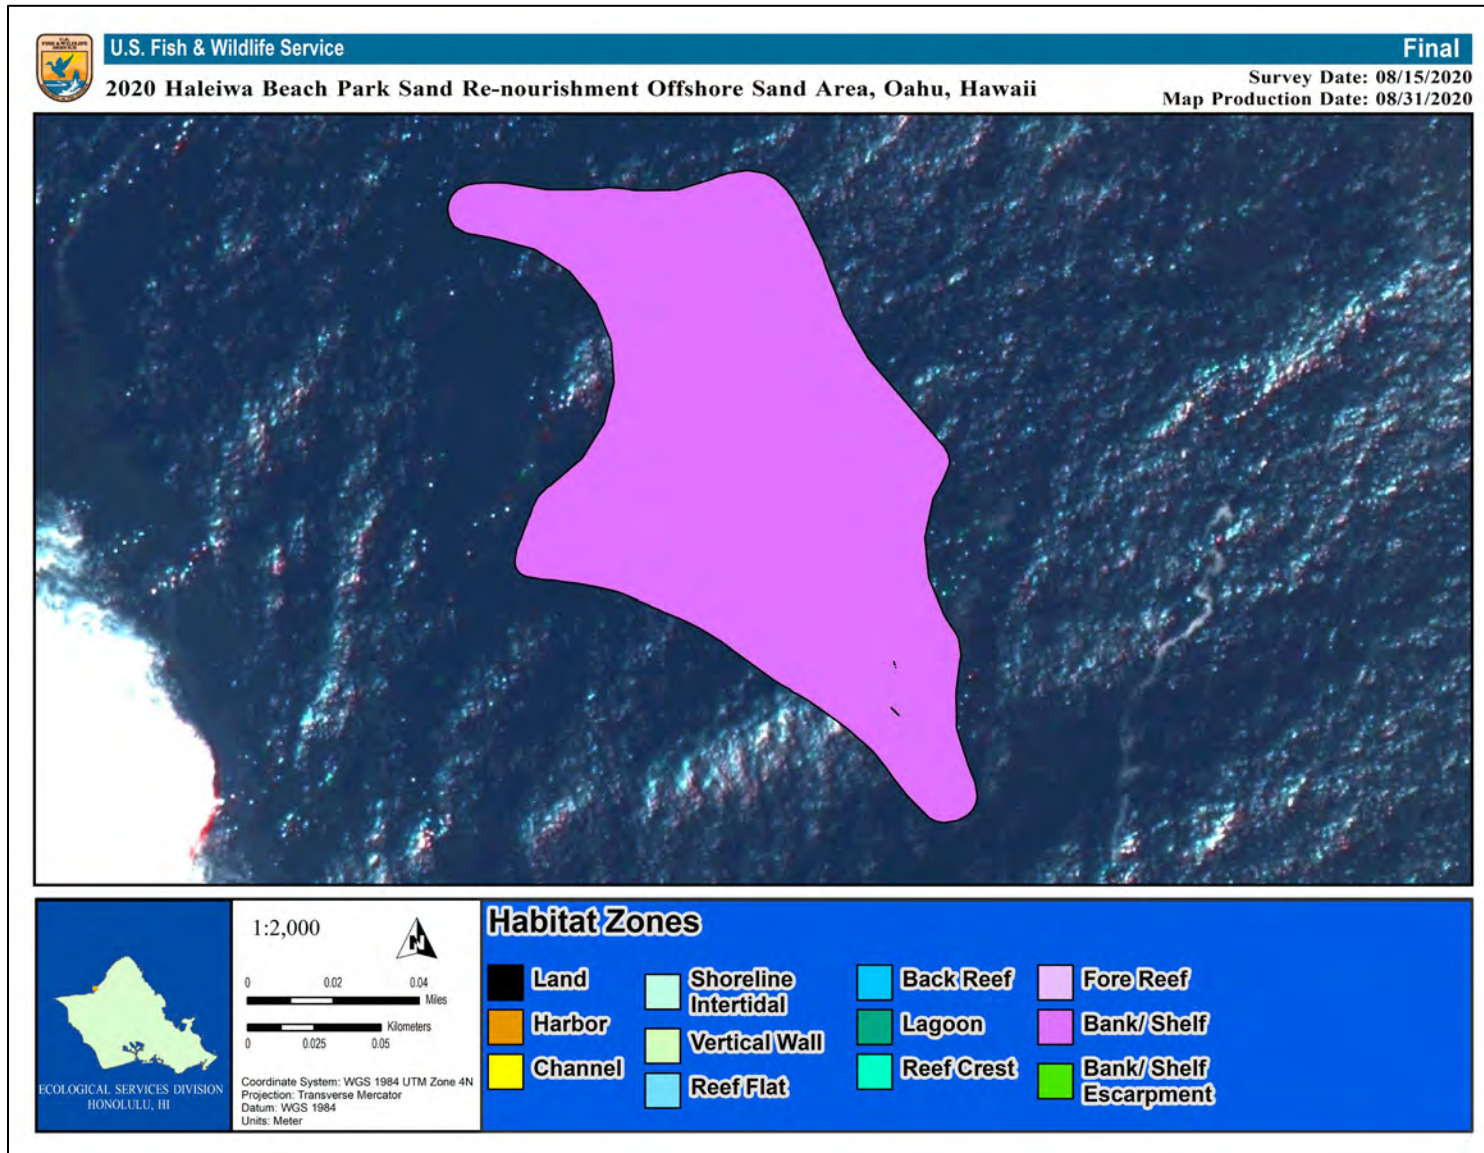 U.S.
FISH & WILDLIFE
SERVICE
U.S. Fish & Wildlife Service
Final
2020 Haleiwa Beach Park Sand Re-nourishment Offshore Sand Area, Oahu, Hawaii
Survey Date: 08/15/2020
Map Production Date: 08/31/2020
ECOLOGICAL SERVICES DIVISION
HONOLULU, HI
1:2,000
N
0 0.02 0.04
Miles
Kilometers
0 0.025 0.05
Coordinate System: WGS 1984 UTM Zone 4N
Projection: Transverse Mercator
Datum: WGS 1984
Units: Meter
Habitat Zones
Land
Harbor
Channel
Shoreline
Intertidal
Vertical Wall
Reef Flat
Back Reef
Lagoon
Reef Crest
Fore Reef
Bank/ Shelf
Bank/ Shelf
Escarpment